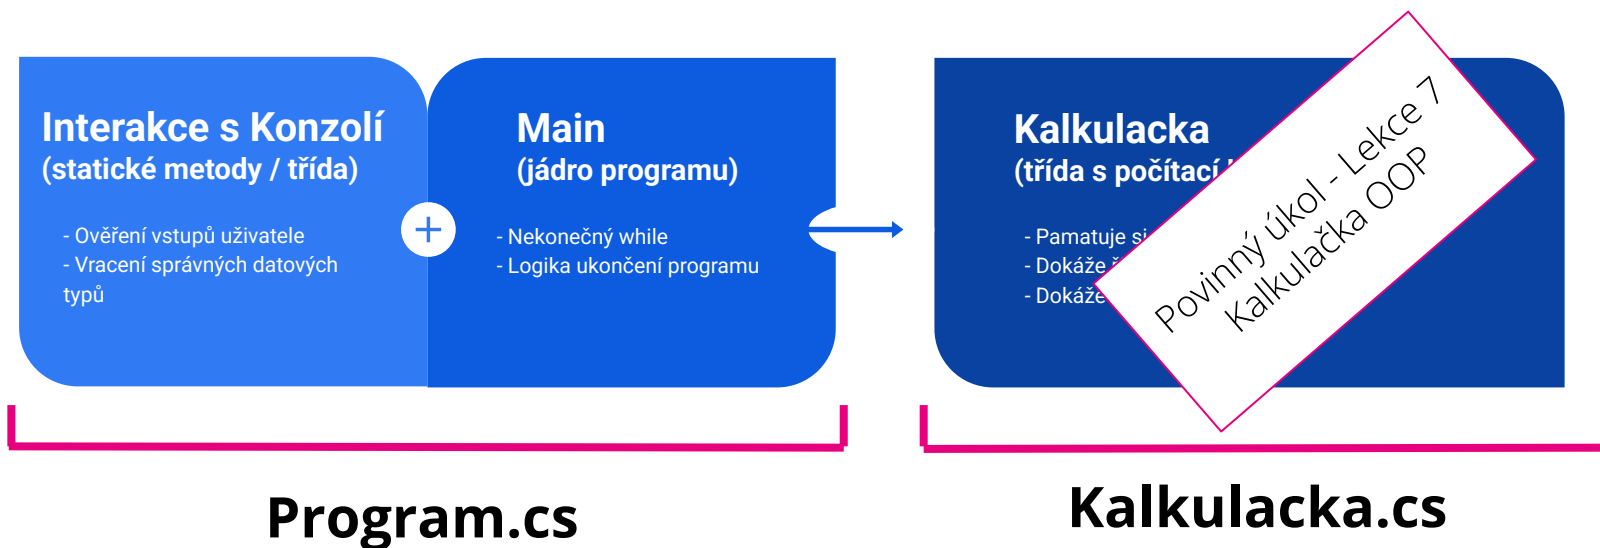 Interakce s Konzolí
(statické metody / třída)
- Ověření vstupů uživatele
- Vracení správných datových
typů
Main
(jádro programu)
- Nekonečný while
- Logika ukončení programu
Kalkulacka
(třída s počítací
- Pamatuje si
- Dokáže
- Dokáže
Povinný úkol - Lekce 7
Kalkulačka OOP
Program.cs
Kalkulacka.cs